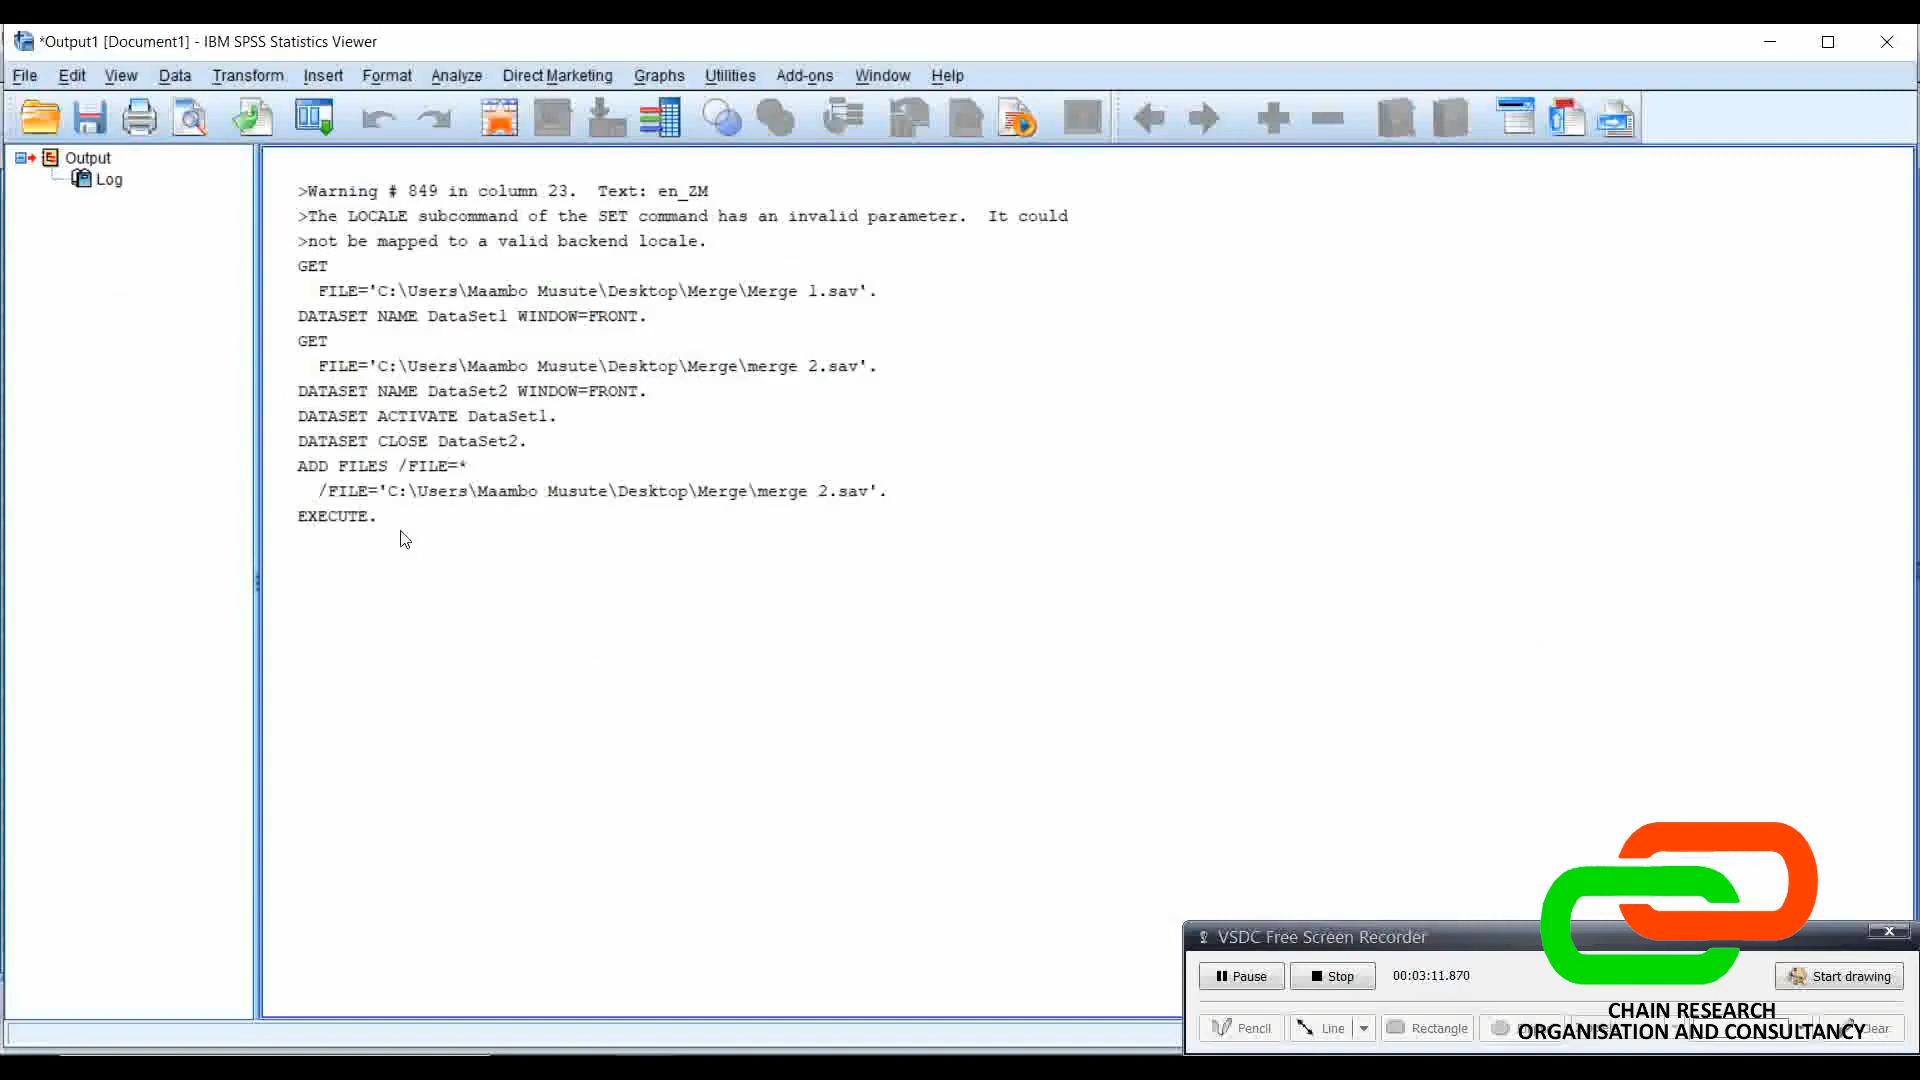 *Output1 [Document1] - IBM SPSS Statistics Viewer
File Edit View Data Transform Insert Format Analyze Direct Marketing Graphs Utilities Add-ons Window Help
Output
Log
>Warning # 849 in column 23.  Text: en_ZM
>The LOCALE subcommand of the SET command has an invalid parameter.  It could
>not be mapped to a valid backend locale.
GET
FILE='C:\Users\Maambo Musute\Desktop\Merge\Merge 1.sav'.
DATASET NAME DataSet1 WINDOW=FRONT.
GET
FILE='C:\Users\Maambo Musute\Desktop\Merge\merge 2.sav'.
DATASET NAME DataSet2 WINDOW=FRONT.
DATASET ACTIVATE DataSet1.
DATASET CLOSE DataSet2.
ADD FILES /FILE=*
/FILE='C:\Users\Maambo Musute\Desktop\Merge\merge 2.sav'.
EXECUTE.
VSDC Free Screen Recorder
Pause Stop 00:03:11.870 Start drawing
Pencil Line Rectangle
CHAIN RESEARCH
ORGANISATION AND CONSULTANCY